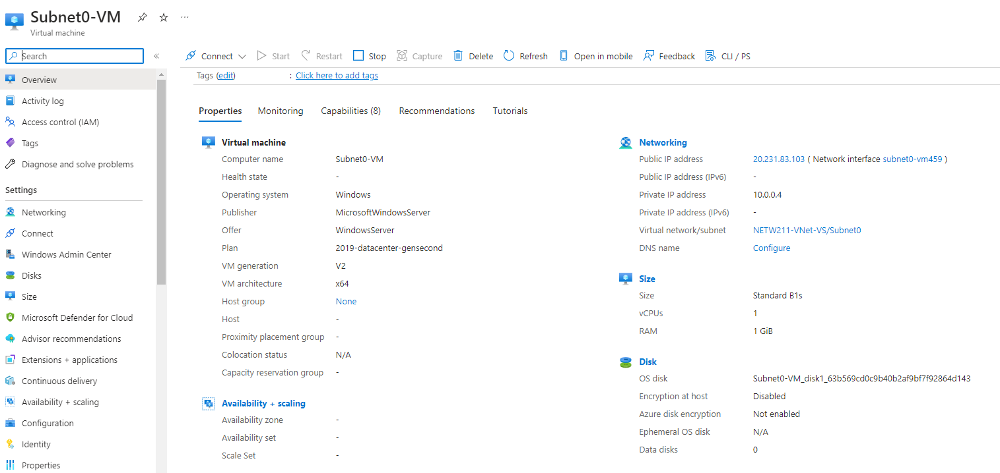 Subnet0-VM
Virtual machine
Search
«
Overview
Activity log
Access control (IAM)
Tags
Diagnose and solve problems
Settings
Networking
Connect
Windows Admin Center
Disks
Size
Microsoft Defender for Cloud
Advisor recommendations
Extensions + applications
Continuous delivery
Availability + scaling
Configuration
Identity
Properties
Connect Start Restart Stop Capture Delete Refresh Open in mobile Feedback CLI / PS
Tags (edit) : Click here to add tags
Properties Monitoring Capabilities (8) Recommendations Tutorials
Virtual machine
Computer name Subnet0-VM
Health state -
Operating system Windows
Publisher MicrosoftWindowsServer
Offer WindowsServer
Plan 2019-datacenter-gensecond
VM generation V2
VM architecture x64
Host group None
Host -
Proximity placement group -
Colocation status N/A
Capacity reservation group -
Availability + scaling
Availability zone -
Availability set -
Scale Set -
Networking
Public IP address 20.231.83.103 ( Network interface subnet0-vm459 )
Public IP address (IPv6) -
Private IP address 10.0.0.4
Private IP address (IPv6) -
Virtual network/subnet NETW211-VNet-VS/Subnet0
DNS name Configure
Size
Size Standard B1s
vCPUs 1
RAM 1 GiB
Disk
OS disk Subnet0-VM_disk1_63b569cd0c9b40b2af9bf7f92864d143
Encryption at host Disabled
Azure disk encryption Not enabled
Ephemeral OS disk N/A
Data disks 0